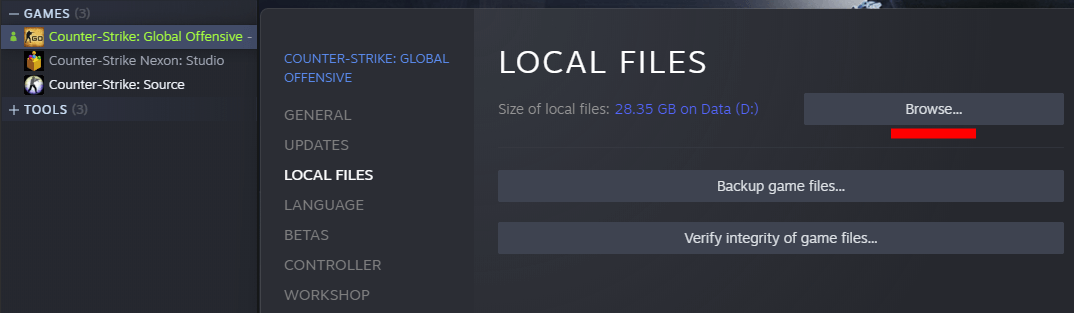 GAMES (3)
Counter-Strike: Global Offensive -
Counter-Strike Nexon: Studio
Counter-Strike: Source
TOOLS (3)
COUNTER-STRIKE: GLOBAL
OFFENSIVE
GENERAL
UPDATES
LOCAL FILES
LANGUAGE
BETAS
CONTROLLER
WORKSHOP
LOCAL FILES
Size of local files: 28.35 GB on Data (D:)
Browse...
Backup game files...
Verify integrity of game files...